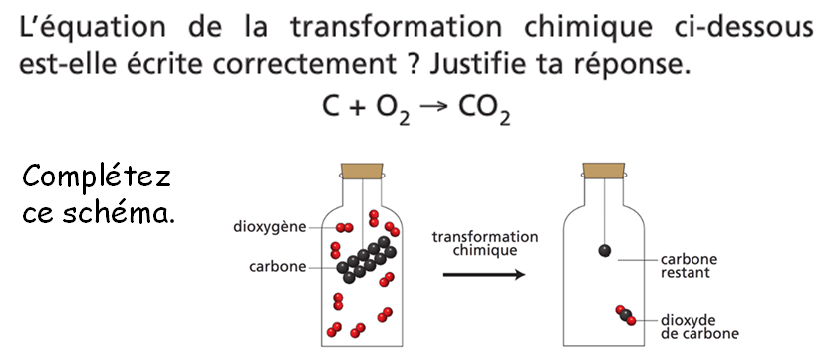 L'équation de la transformation chimique ci-dessous
est-elle écrite correctement ? Justifie ta réponse.
C + O₂ → CO₂
Complétez
ce schéma.
dioxygène
carbone
transformation
chimique
carbone
restant
dioxyde
de carbone